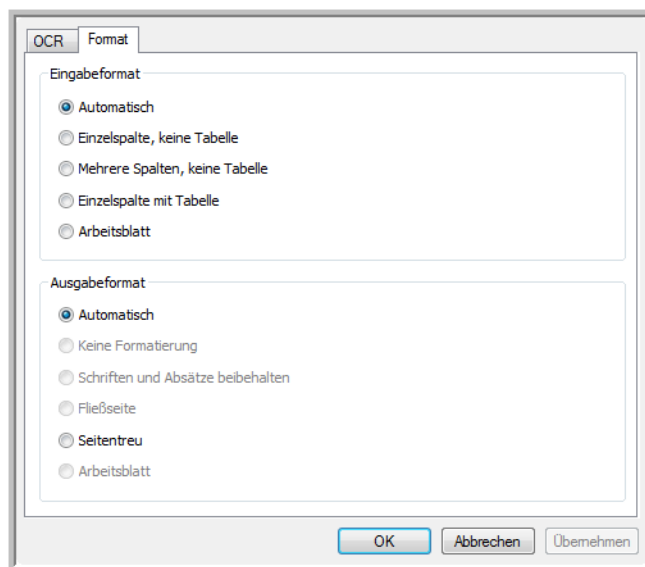 OCR
Format
Eingabeformat
Automatisch
Einzelspalte, keine Tabelle
Mehrere Spalten, keine Tabelle
Einzelspalte mit Tabelle
Arbeitsblatt
Ausgabeformat
Automatisch
Keine Formatierung
Schriften und Absätze beibehalten
Fließseite
Seitentreu
Arbeitsblatt
OK
Abbrechen
Übernehmen